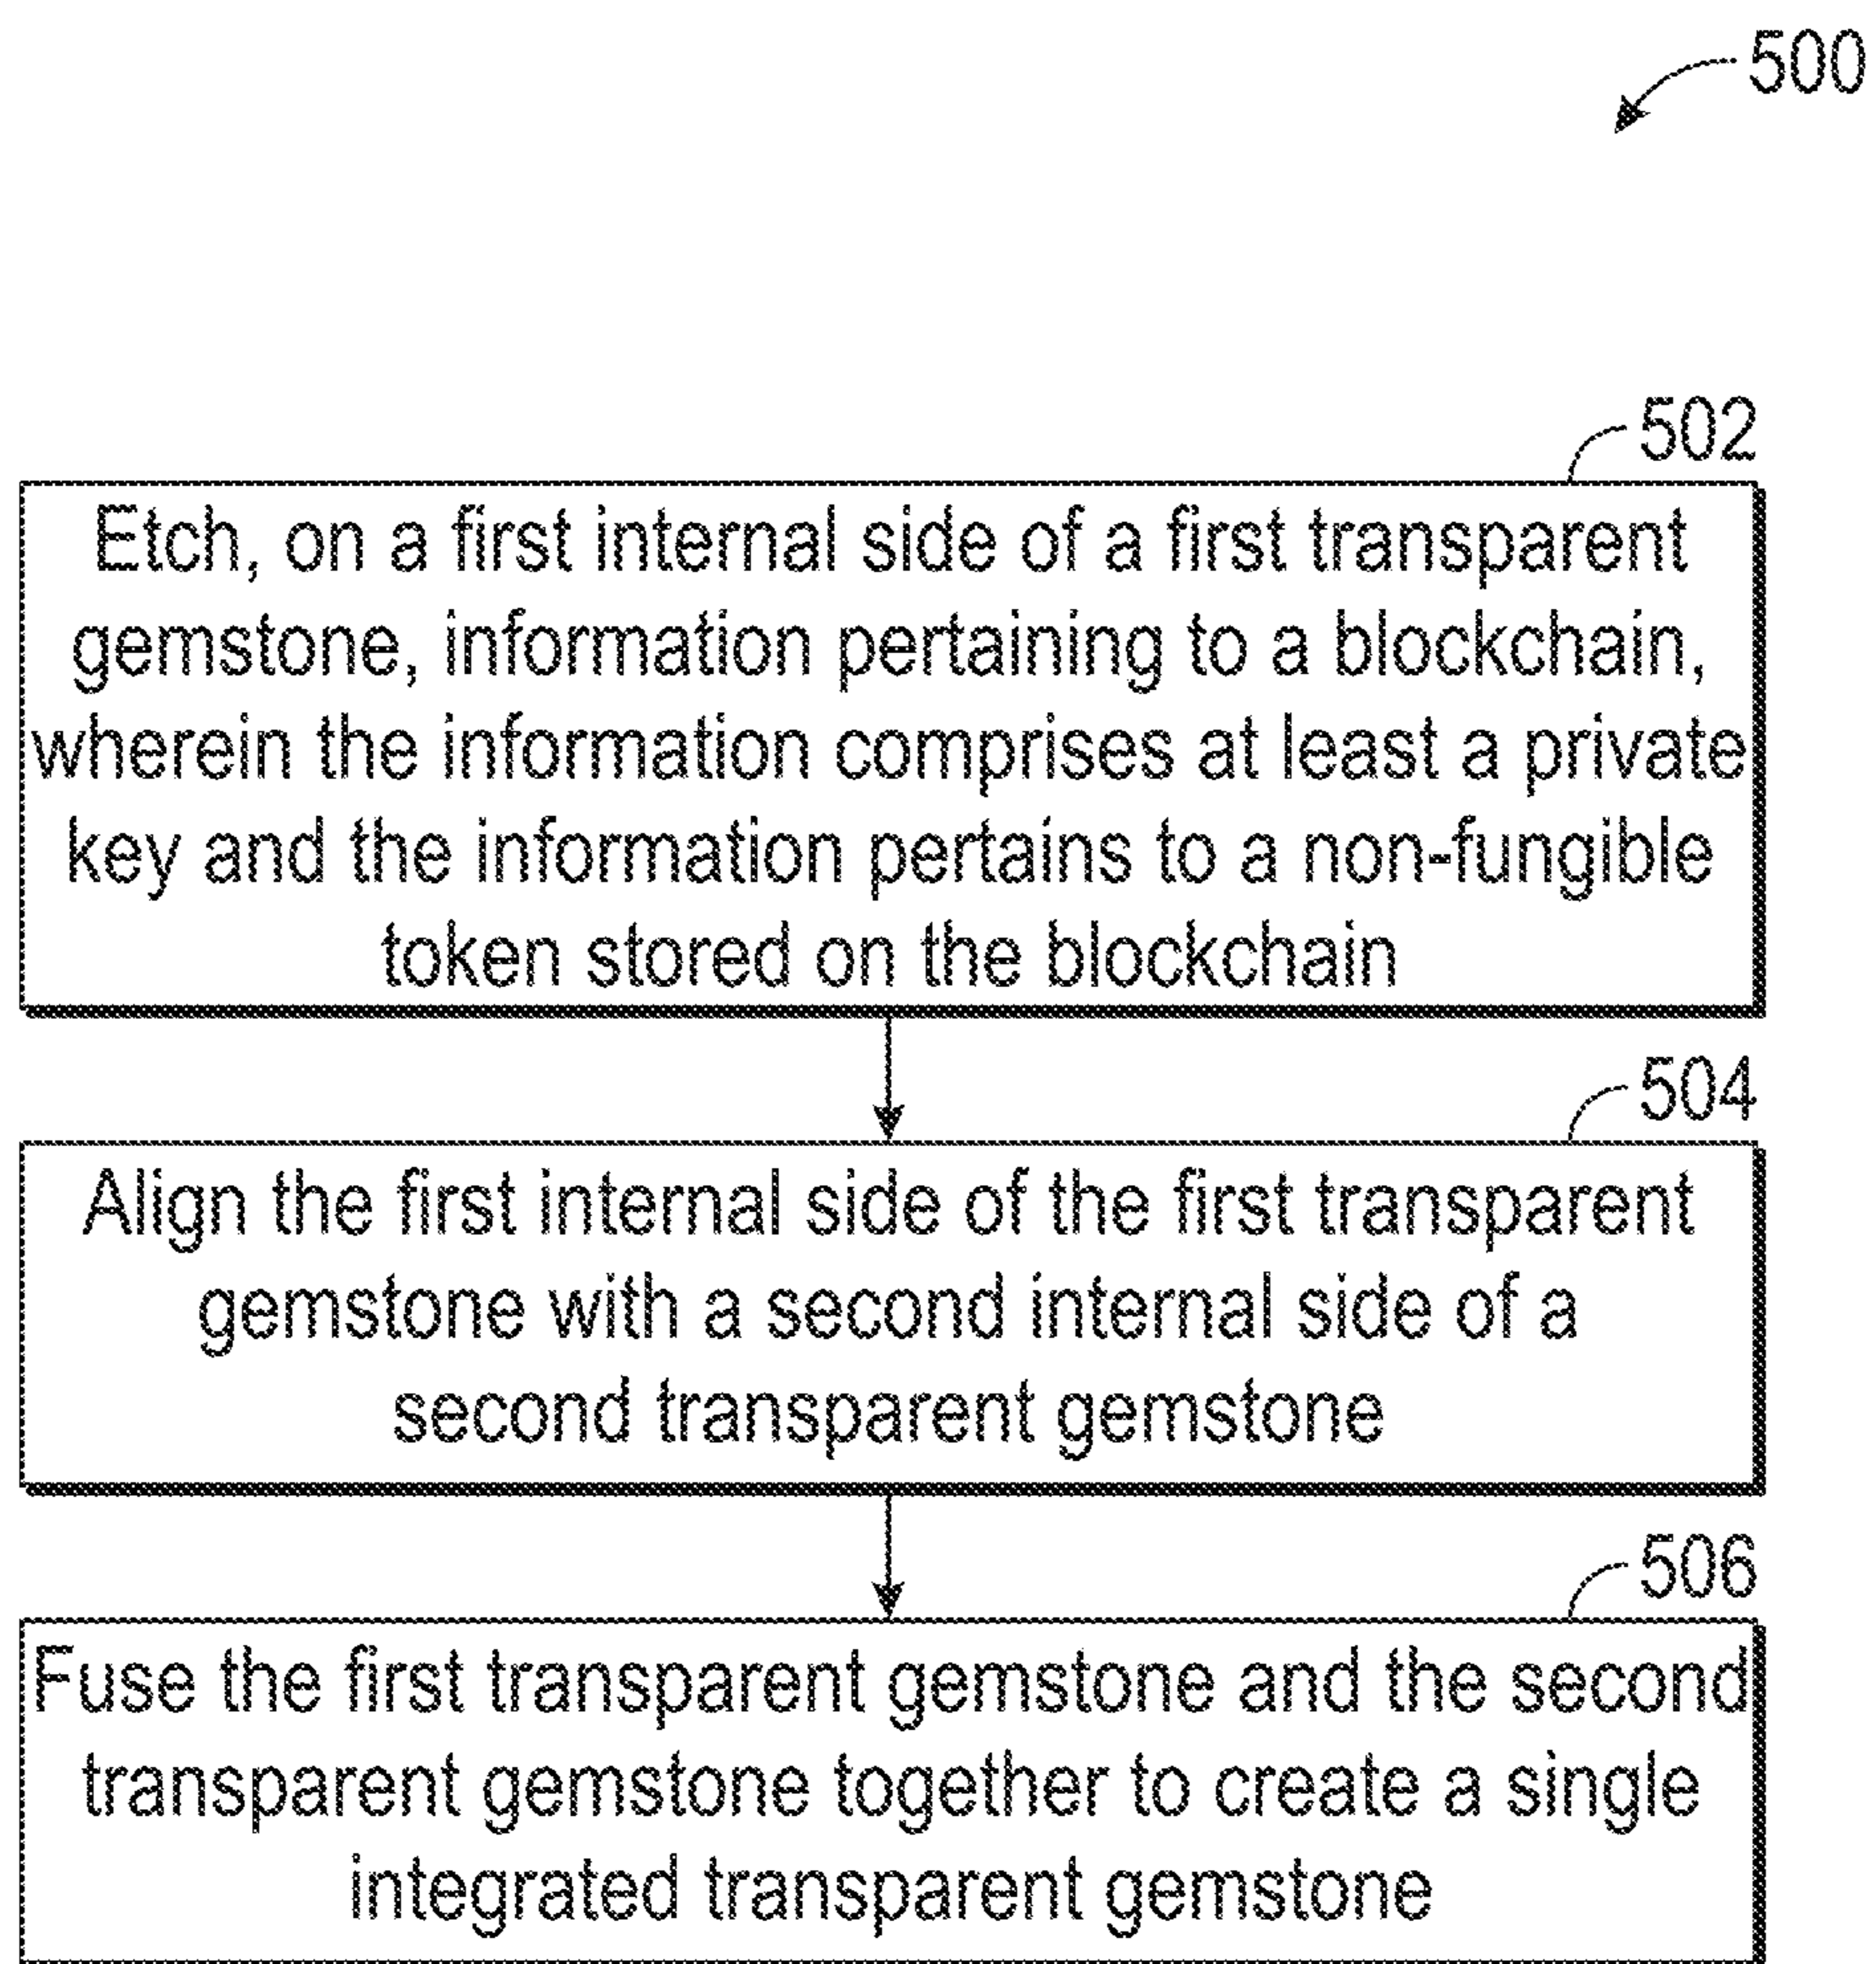 500
502
Etch, on a first internal side of a first transparent
gemstone, information pertaining to a blockchain,
wherein the information comprises at least a private
key and the information pertains to a non-fungible
token stored on the blockchain
504
Align the first internal side of the first transparent
gemstone with a second internal side of a
second transparent gemstone
506
Fuse the first transparent gemstone and the second
transparent gemstone together to create a single
integrated transparent gemstone